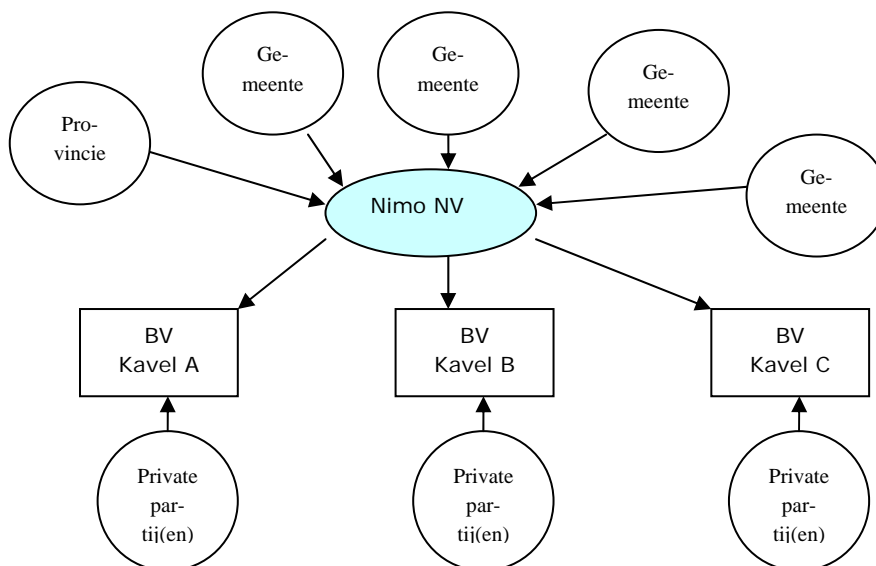 Ge-
meente
Ge-
meente
Ge-
meente
Pro-
vincie
Ge-
meente
Nimo NV
BV
Kavel A
BV
Kavel B
BV
Kavel C
Private
par-
tij(en)
Private
par-
tij(en)
Private
par-
tij(en)